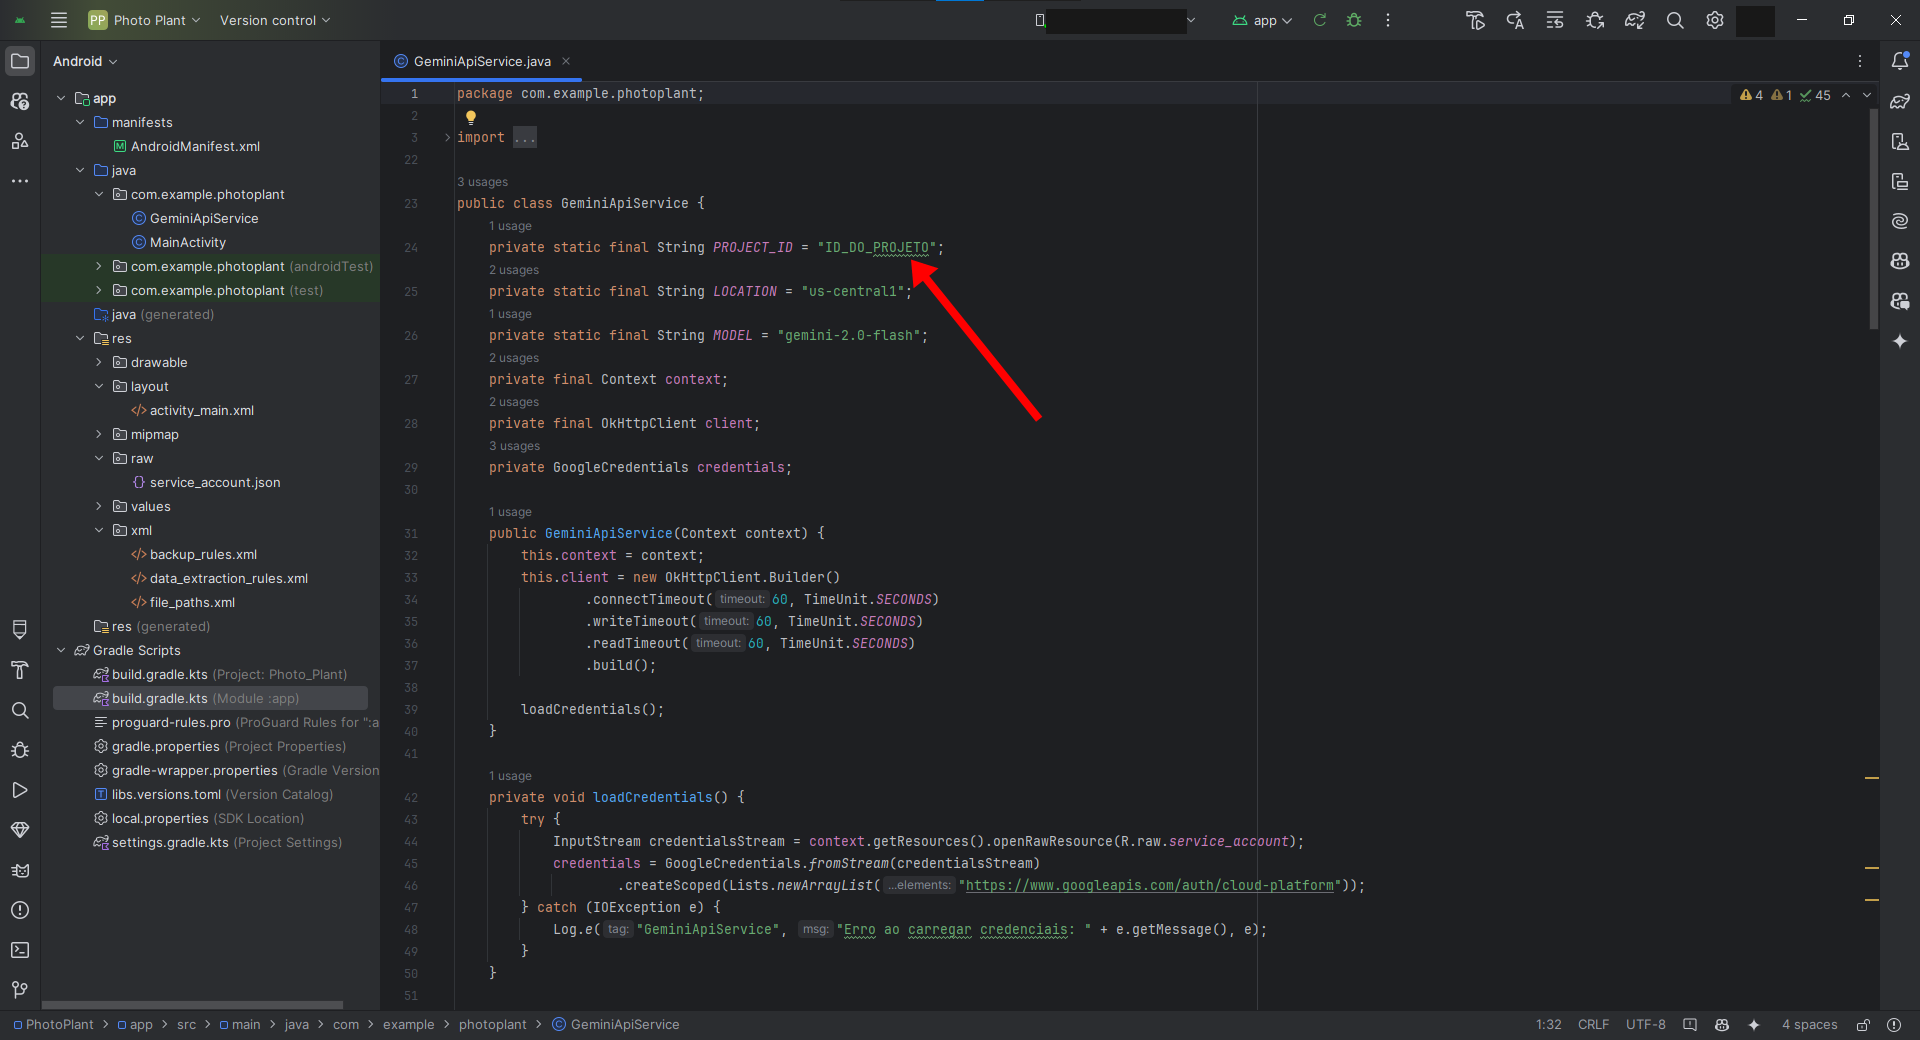 PP Photo Plant Version control app
Android
GeminiApiService.java
app
manifests
AndroidManifest.xml
java
com.example.photoplant
GeminiApiService
MainActivity
com.example.photoplant (androidTest)
com.example.photoplant (test)
java (generated)
res
drawable
layout
activity_main.xml
mipmap
raw
service_account.json
values
xml
backup_rules.xml
data_extraction_rules.xml
file_paths.xml
res (generated)
Gradle Scripts
build.gradle.kts (Project: Photo_Plant)
build.gradle.kts (Module :app)
proguard-rules.pro (ProGuard Rules for ":a
gradle.properties (Project Properties)
gradle-wrapper.properties (Gradle Version
libs.versions.toml (Version Catalog)
local.properties (SDK Location)
settings.gradle.kts (Project Settings)
4 1 45
1 package com.example.photoplant;
2
3 import ...
22
3 usages
23 public class GeminiApiService {
1 usage
24 private static final String PROJECT_ID = "ID_DO_PROJETO";
2 usages
25 private static final String LOCATION = "us-central1";
1 usage
26 private static final String MODEL = "gemini-2.0-flash";
2 usages
27 private final Context context;
2 usages
28 private final OkHttpClient client;
3 usages
29 private GoogleCredentials credentials;
30
1 usage
31 public GeminiApiService(Context context) {
32 this.context = context;
33 this.client = new OkHttpClient.Builder()
34 .connectTimeout( timeout: 60, TimeUnit.SECONDS)
35 .writeTimeout( timeout: 60, TimeUnit.SECONDS)
36 .readTimeout( timeout: 60, TimeUnit.SECONDS)
37 .build();
38
39 loadCredentials();
40 }
41
1 usage
42 private void loadCredentials() {
43 try {
44 InputStream credentialsStream = context.getResources().openRawResource(R.raw.service_account);
45 credentials = GoogleCredentials.fromStream(credentialsStream)
46 .createScoped(Lists.newArrayList( ...elements: "https://www.googleapis.com/auth/cloud-platform"));
47 } catch (IOException e) {
48 Log.e( tag: "GeminiApiService", msg: "Erro ao carregar credenciais: " + e.getMessage(), e);
49 }
50 }
51
PhotoPlant > app > src > main > java > com > example > photoplant > GeminiApiService
1:32 CRLF UTF-8 4 spaces